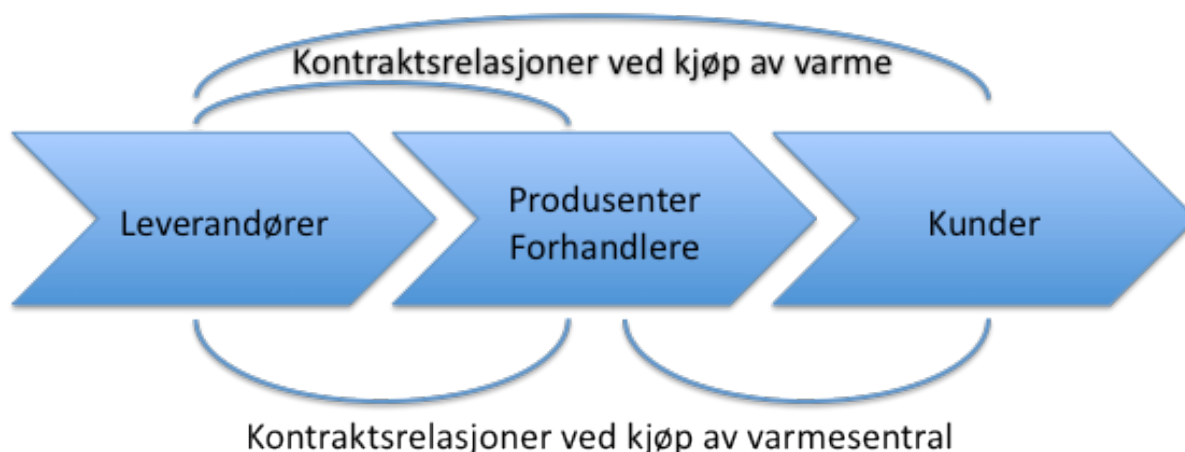 Kontraktsrelasjoner ved kjøp av varme
Leverandører
Produsenter
Forhandlere
Kunder
Kontraktsrelasjoner ved kjøp av varmesentral